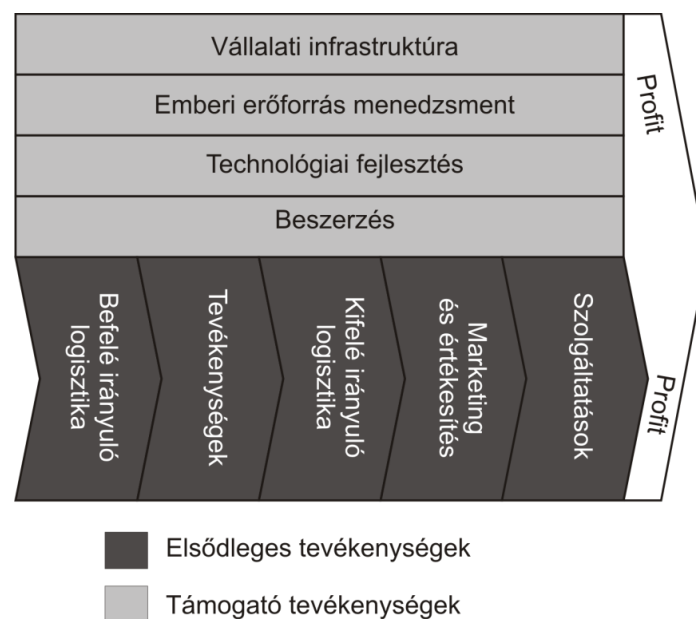 Vállalati infrastruktúra
Emberi erőforrás menedzsment
Technológiai fejlesztés
Beszerzés
Profit
Befelé irányuló
logisztika
Tevékenységek
Kifelé irányuló
logisztika
Marketing
és értékesítés
Szolgáltatások
Profit
Elsődleges tevékenységek
Támogató tevékenységek